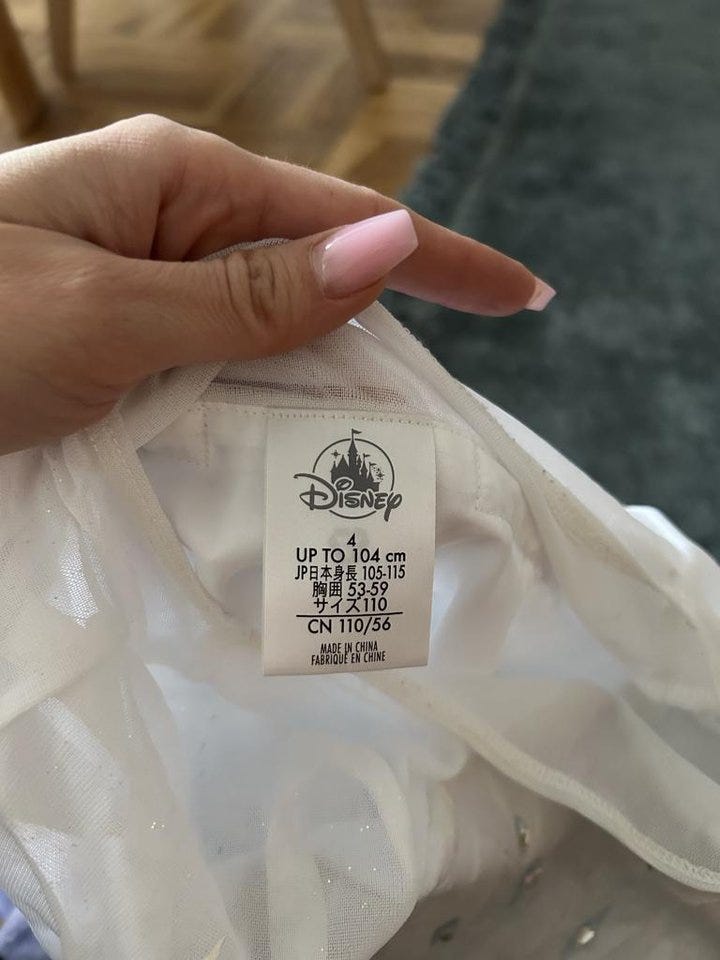 Disney
4
UP TO 104 cm
JP日本身長 105-115
胸囲 53-59
サイズ110
CN 110/56
MADE IN CHINA
FABRIQUÉ EN CHINE